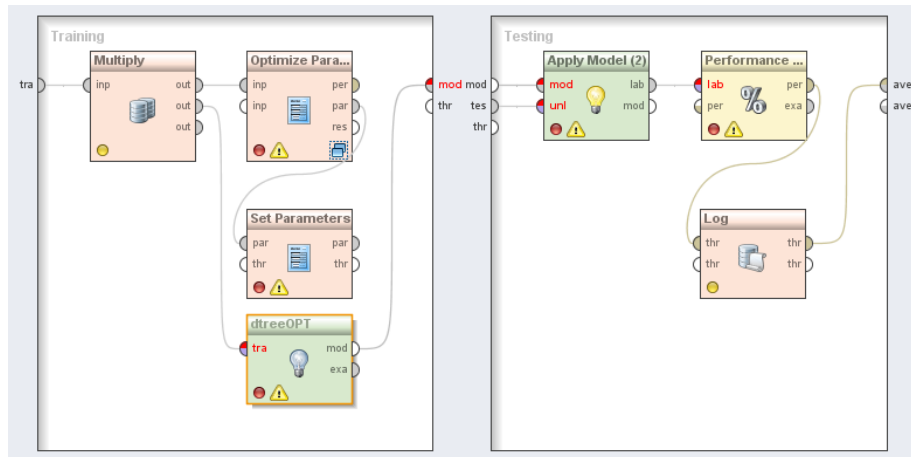 Training
Testing
tra
Multiply
inp
out
out
out
Optimize Para...
inp
inp
per
par
res
Set Parameters
par
thr
par
thr
dtreeOPT
tra
mod
exa
mod mod
thr tes
thr
Apply Model (2)
mod
unl
lab
mod
Performance ...
lab
per
per
exa
%
Log
thr
thr
thr
thr
ave
ave